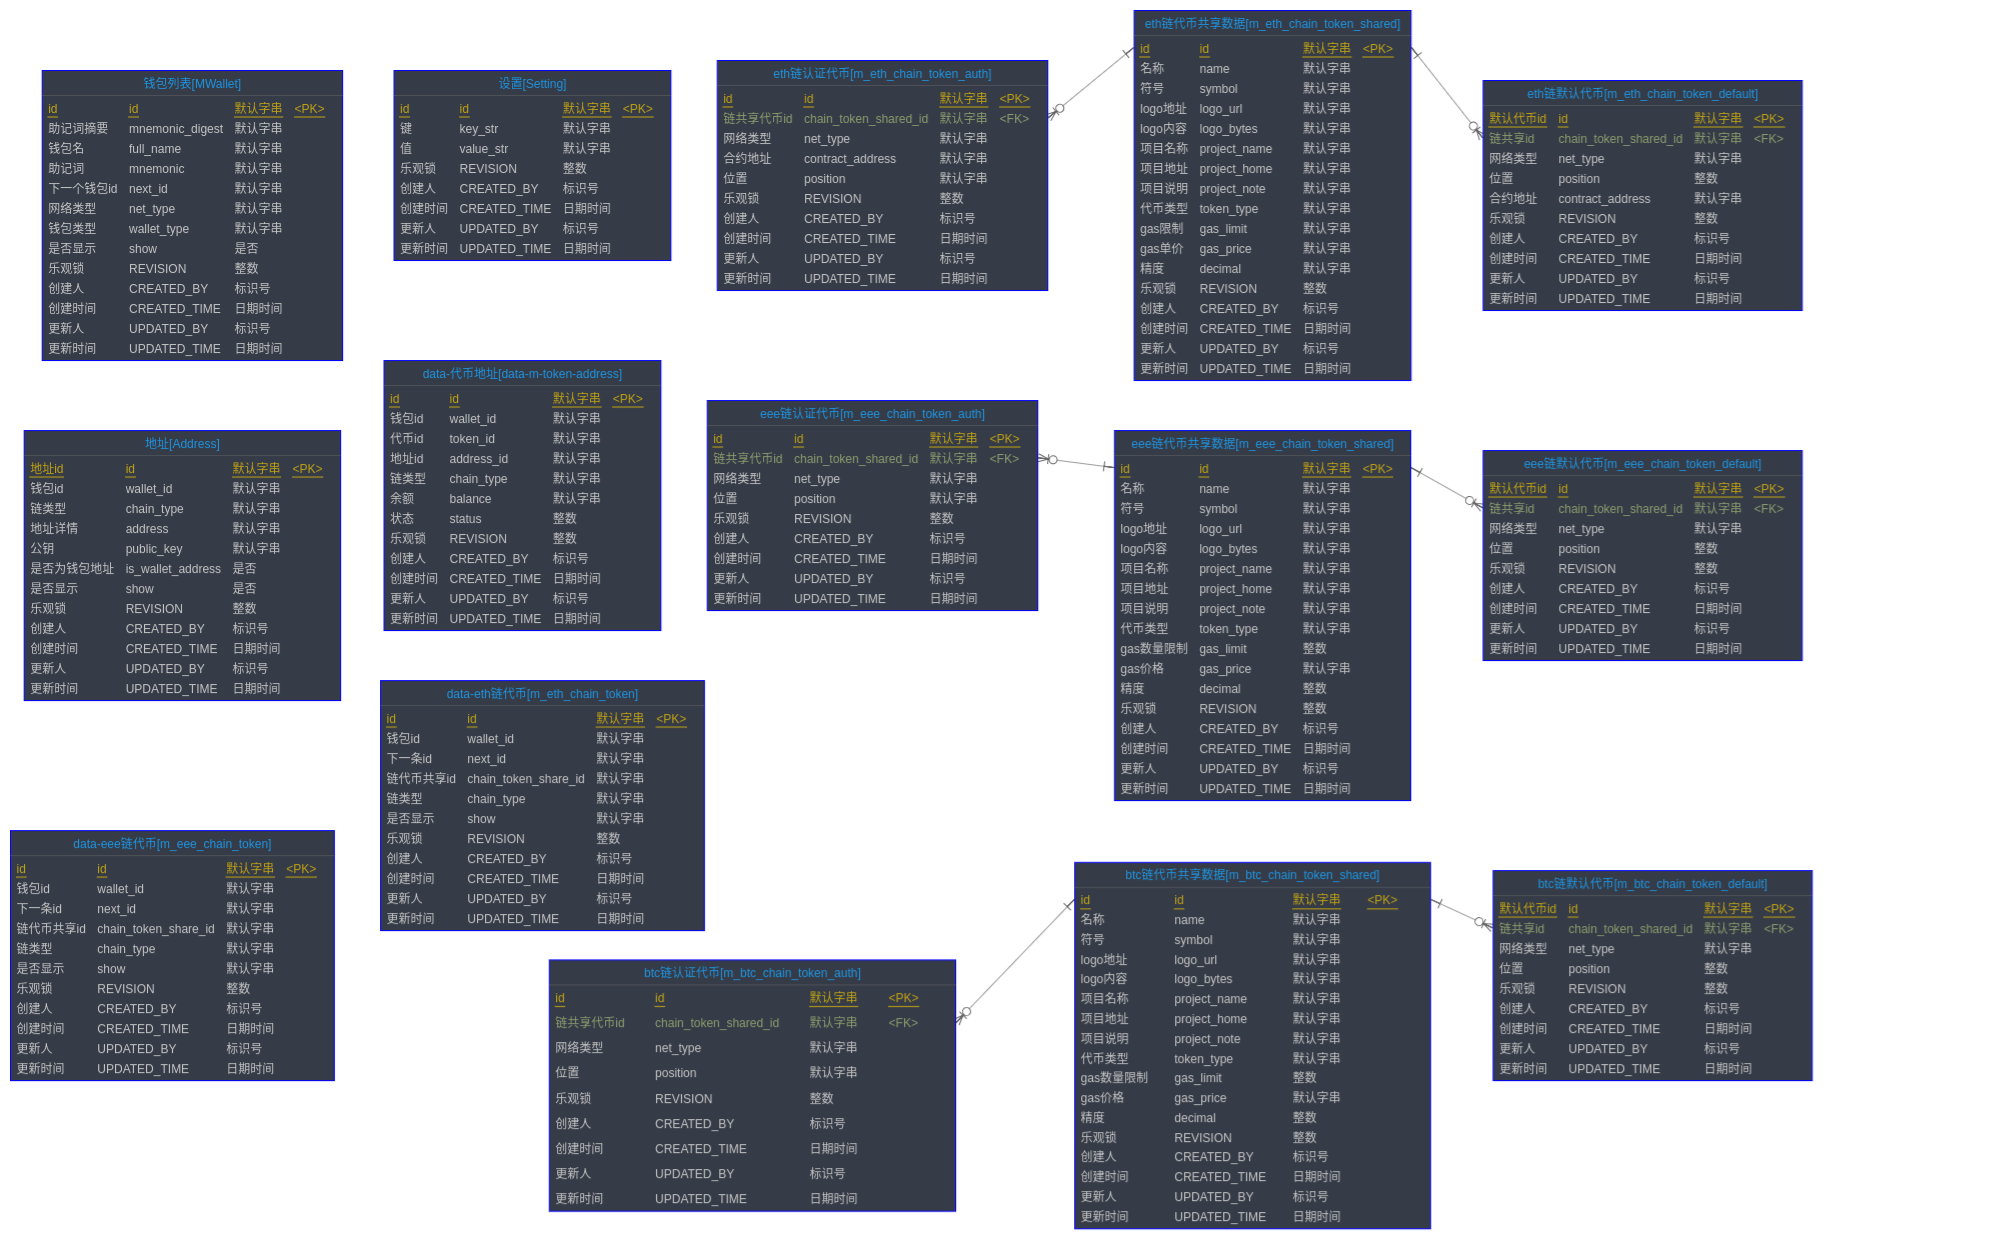 钱包列表[MWallet]
id id 默认字串 <PK>
助记词摘要 mnemonic_digest 默认字串
钱包名 full_name 默认字串
助记词 mnemonic 默认字串
下一个钱包id next_id 默认字串
网络类型 net_type 默认字串
钱包类型 wallet_type 默认字串
是否显示 show 是否
乐观锁 REVISION 整数
创建人 CREATED_BY 标识号
创建时间 CREATED_TIME 日期时间
更新人 UPDATED_BY 标识号
更新时间 UPDATED_TIME 日期时间
设置[Setting]
id id 默认字串 <PK>
键 key_str 默认字串
值 value_str 默认字串
乐观锁 REVISION 整数
创建人 CREATED_BY 标识号
创建时间 CREATED_TIME 日期时间
更新人 UPDATED_BY 标识号
更新时间 UPDATED_TIME 日期时间
eth链认证代币[m_eth_chain_token_auth]
id id 默认字串 <PK>
链共享代币id chain_token_shared_id 默认字串 <FK>
网络类型 net_type 默认字串
合约地址 contract_address 默认字串
位置 position 默认字串
乐观锁 REVISION 整数
创建人 CREATED_BY 标识号
创建时间 CREATED_TIME 日期时间
更新人 UPDATED_BY 标识号
更新时间 UPDATED_TIME 日期时间
eth链代币共享数据[m_eth_chain_token_shared]
id id 默认字串 <PK>
名称 name 默认字串
符号 symbol 默认字串
logo地址 logo_url 默认字串
logo内容 logo_bytes 默认字串
项目名称 project_name 默认字串
项目地址 project_home 默认字串
项目说明 project_note 默认字串
代币类型 token_type 默认字串
gas限制 gas_limit 默认字串
gas单价 gas_price 默认字串
精度 decimal 默认字串
乐观锁 REVISION 整数
创建人 CREATED_BY 标识号
创建时间 CREATED_TIME 日期时间
更新人 UPDATED_BY 标识号
更新时间 UPDATED_TIME 日期时间
eth链默认代币[m_eth_chain_token_default]
默认代币id id 默认字串 <PK>
链共享id chain_token_shared_id 默认字串 <FK>
网络类型 net_type 默认字串
位置 position 整数
合约地址 contract_address 默认字串
乐观锁 REVISION 整数
创建人 CREATED_BY 标识号
创建时间 CREATED_TIME 日期时间
更新人 UPDATED_BY 标识号
更新时间 UPDATED_TIME 日期时间
地址[Address]
地址id id 默认字串 <PK>
钱包id wallet_id 默认字串
链类型 chain_type 默认字串
地址详情 address 默认字串
公钥 public_key 默认字串
是否为钱包地址 is_wallet_address 是否
是否显示 show 是否
乐观锁 REVISION 整数
创建人 CREATED_BY 标识号
创建时间 CREATED_TIME 日期时间
更新人 UPDATED_BY 标识号
更新时间 UPDATED_TIME 日期时间
data-代币地址[data-m-token-address]
id id 默认字串 <PK>
钱包id wallet_id 默认字串
代币id token_id 默认字串
地址id address_id 默认字串
链类型 chain_type 默认字串
余额 balance 默认字串
状态 status 整数
乐观锁 REVISION 整数
创建人 CREATED_BY 标识号
创建时间 CREATED_TIME 日期时间
更新人 UPDATED_BY 标识号
更新时间 UPDATED_TIME 日期时间
eee链认证代币[m_eee_chain_token_auth]
id id 默认字串 <PK>
链共享代币id chain_token_shared_id 默认字串 <FK>
网络类型 net_type 默认字串
位置 position 默认字串
乐观锁 REVISION 整数
创建人 CREATED_BY 标识号
创建时间 CREATED_TIME 日期时间
更新人 UPDATED_BY 标识号
更新时间 UPDATED_TIME 日期时间
eee链代币共享数据[m_eee_chain_token_shared]
id id 默认字串 <PK>
名称 name 默认字串
符号 symbol 默认字串
logo地址 logo_url 默认字串
logo内容 logo_bytes 默认字串
项目名称 project_name 默认字串
项目地址 project_home 默认字串
项目说明 project_note 默认字串
代币类型 token_type 默认字串
gas数量限制 gas_limit 整数
gas价格 gas_price 默认字串
精度 decimal 整数
乐观锁 REVISION 整数
创建人 CREATED_BY 标识号
创建时间 CREATED_TIME 日期时间
更新人 UPDATED_BY 标识号
更新时间 UPDATED_TIME 日期时间
eee链默认代币[m_eee_chain_token_default]
默认代币id id 默认字串 <PK>
链共享id chain_token_shared_id 默认字串 <FK>
网络类型 net_type 默认字串
位置 position 整数
乐观锁 REVISION 整数
创建人 CREATED_BY 标识号
创建时间 CREATED_TIME 日期时间
更新人 UPDATED_BY 标识号
更新时间 UPDATED_TIME 日期时间
data-eth链代币[m_eth_chain_token]
id id 默认字串 <PK>
钱包id wallet_id 默认字串
下一条id next_id 默认字串
链代币共享id chain_token_share_id 默认字串
链类型 chain_type 默认字串
是否显示 show 默认字串
乐观锁 REVISION 整数
创建人 CREATED_BY 标识号
创建时间 CREATED_TIME 日期时间
更新人 UPDATED_BY 标识号
更新时间 UPDATED_TIME 日期时间
data-eee链代币[m_eee_chain_token]
id id 默认字串 <PK>
钱包id wallet_id 默认字串
下一条id next_id 默认字串
链代币共享id chain_token_share_id 默认字串
链类型 chain_type 默认字串
是否显示 show 默认字串
乐观锁 REVISION 整数
创建人 CREATED_BY 标识号
创建时间 CREATED_TIME 日期时间
更新人 UPDATED_BY 标识号
更新时间 UPDATED_TIME 日期时间
btc链认证代币[m_btc_chain_token_auth]
id id 默认字串 <PK>
链共享代币id chain_token_shared_id 默认字串 <FK>
网络类型 net_type 默认字串
位置 position 默认字串
乐观锁 REVISION 整数
创建人 CREATED_BY 标识号
创建时间 CREATED_TIME 日期时间
更新人 UPDATED_BY 标识号
更新时间 UPDATED_TIME 日期时间
btc链代币共享数据[m_btc_chain_token_shared]
id id 默认字串 <PK>
名称 name 默认字串
符号 symbol 默认字串
logo地址 logo_url 默认字串
logo内容 logo_bytes 默认字串
项目名称 project_name 默认字串
项目地址 project_home 默认字串
项目说明 project_note 默认字串
代币类型 token_type 默认字串
gas数量限制 gas_limit 整数
gas价格 gas_price 默认字串
精度 decimal 整数
乐观锁 REVISION 整数
创建人 CREATED_BY 标识号
创建时间 CREATED_TIME 日期时间
更新人 UPDATED_BY 标识号
更新时间 UPDATED_TIME 日期时间
btc链默认代币[m_btc_chain_token_default]
默认代币id id 默认字串 <PK>
链共享id chain_token_shared_id 默认字串 <FK>
网络类型 net_type 默认字串
位置 position 整数
乐观锁 REVISION 整数
创建人 CREATED_BY 标识号
创建时间 CREATED_TIME 日期时间
更新人 UPDATED_BY 标识号
更新时间 UPDATED_TIME 日期时间